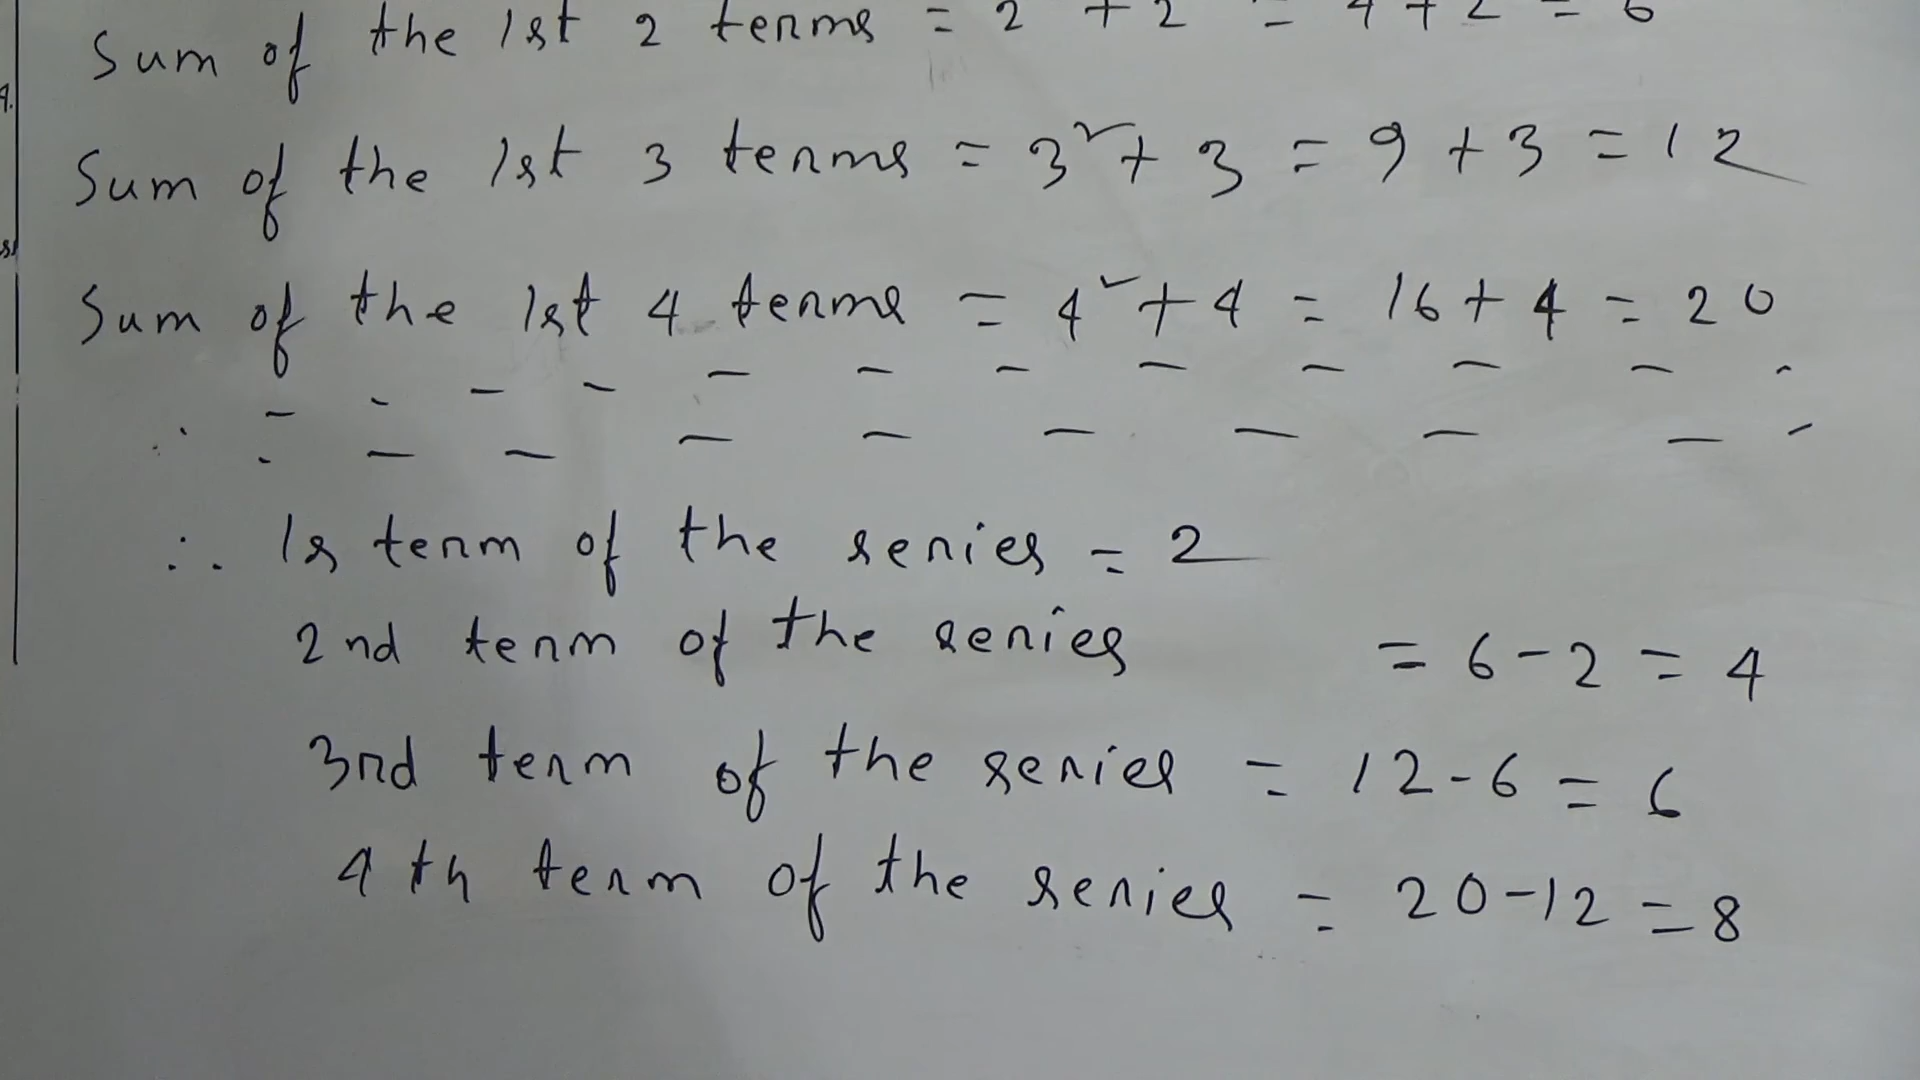 Sum of the 1st 2 terms = 2 + 2 = 4 + 2 = 6
Sum of the 1st 3 terms = 3² + 3 = 9 + 3 = 12
Sum of the 1st 4 terms = 4² + 4 = 16 + 4 = 20
∴ 1s term of the series = 2
2nd term of the series = 6 - 2 = 4
3rd term of the series = 12 - 6 = 6
4th term of the series = 20 - 12 = 8